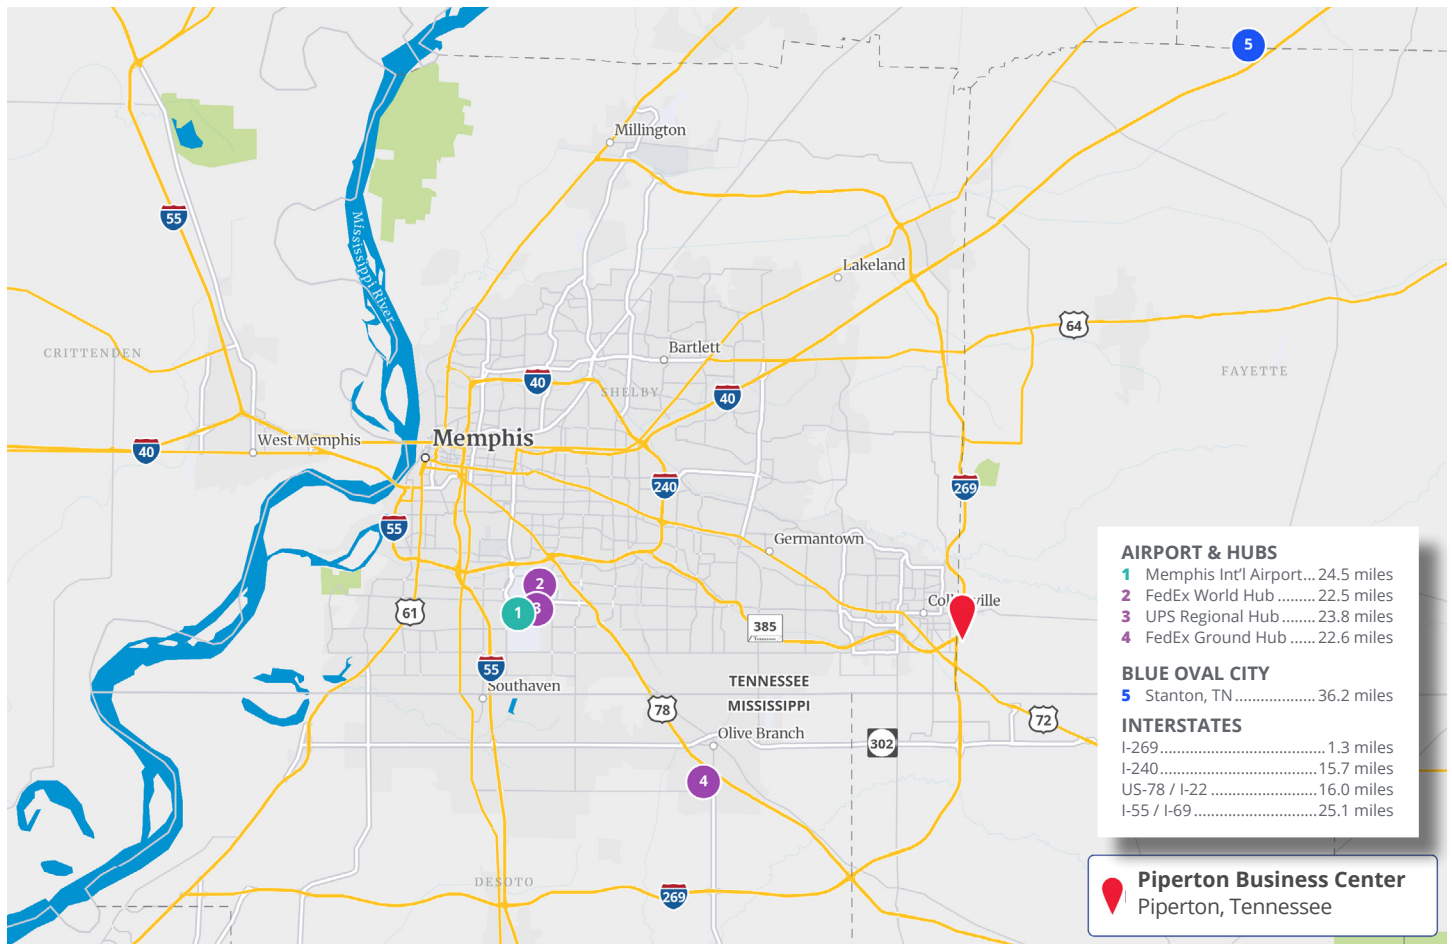 5
Millington
55
Mississippi River
Lakeland
64
Bartlett
CRITTENDEN
FAYETTE
40
SHELBY
40
West Memphis
Memphis
40
240
269
55
Germantown
2
61
1
3
385
Tennessee
55
Southaven
TENNESSEE
MISSISSIPPI
78
72
Olive Branch
302
4
DESOTO
269
AIRPORT & HUBS
1 Memphis Int'l Airport...24.5 miles
2 FedEx World Hub .........22.5 miles
3 UPS Regional Hub.........23.8 miles
4 FedEx Ground Hub ......22.6 miles
BLUE OVAL CITY
5 Stanton, TN...................36.2 miles
INTERSTATES
I-269.......................................1.3 miles
I-240.....................................15.7 miles
US-78 / I-22 .........................16.0 miles
I-55 / I-69.............................25.1 miles
Piperton Business Center
Piperton, Tennessee